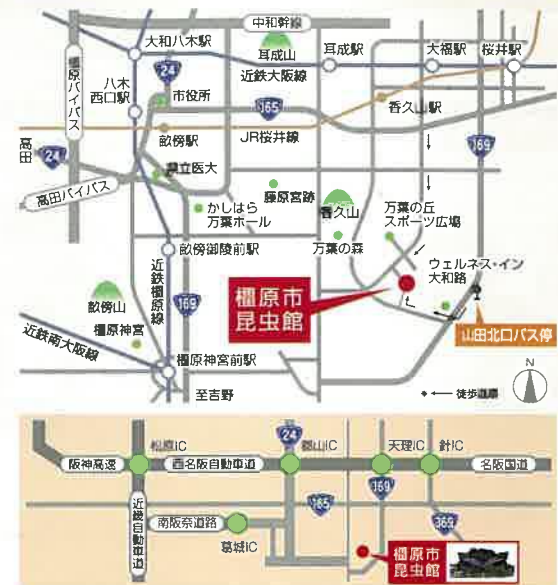 中和幹線
大和八木駅
耳成山
耳成駅
大福駅
桜井駅
橿原バイパス
24
近鉄大阪線
八木
西口駅
市役所
165
香久山駅
畝傍駅
JR桜井線
高田
24
169
県立医大
高田バイパス
かしはら
万葉ホール
藤原宮跡
香久山
万葉の丘
スポーツ広場
畝傍御陵前駅
万葉の森
ウェルネス・イン
大和路
近鉄橿原線
橿原市
昆虫館
畝傍山
169
橿原神宮
山田北口バス停
近鉄南大阪線
橿原神宮前駅
至吉野
徒歩道順
N
松原IC
24
郡山IC
天理IC
針IC
阪神高速
西名阪自動車道
名阪国道
近畿自動車道
165
169
南阪奈道路
369
葛城IC
橿原市
昆虫館